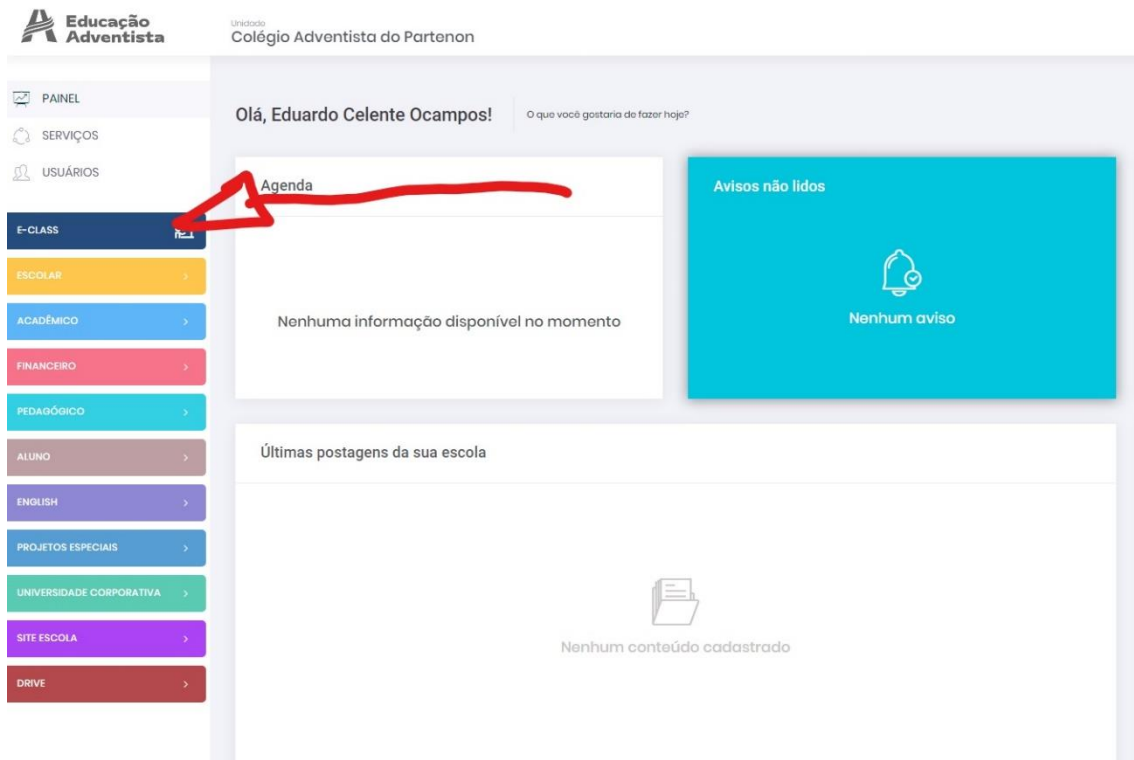 Educação
Adventista
Unidade
Colégio Adventista do Partenon
PAINEL
SERVIÇOS
USUÁRIOS
E-CLASS
ESCOLAR
ACADÊMICO
FINANCEIRO
PEDAGÓGICO
ALUNO
ENGLISH
PROJETOS ESPECIAIS
UNIVERSIDADE CORPORATIVA
SITE ESCOLA
DRIVE
Olá, Eduardo Celente Ocampos!
O que você gostaria de fazer hoje?
Agenda
Nenhuma informação disponível no momento
Avisos não lidos
Nenhum aviso
Últimas postagens da sua escola
Nenhum conteúdo cadastrado